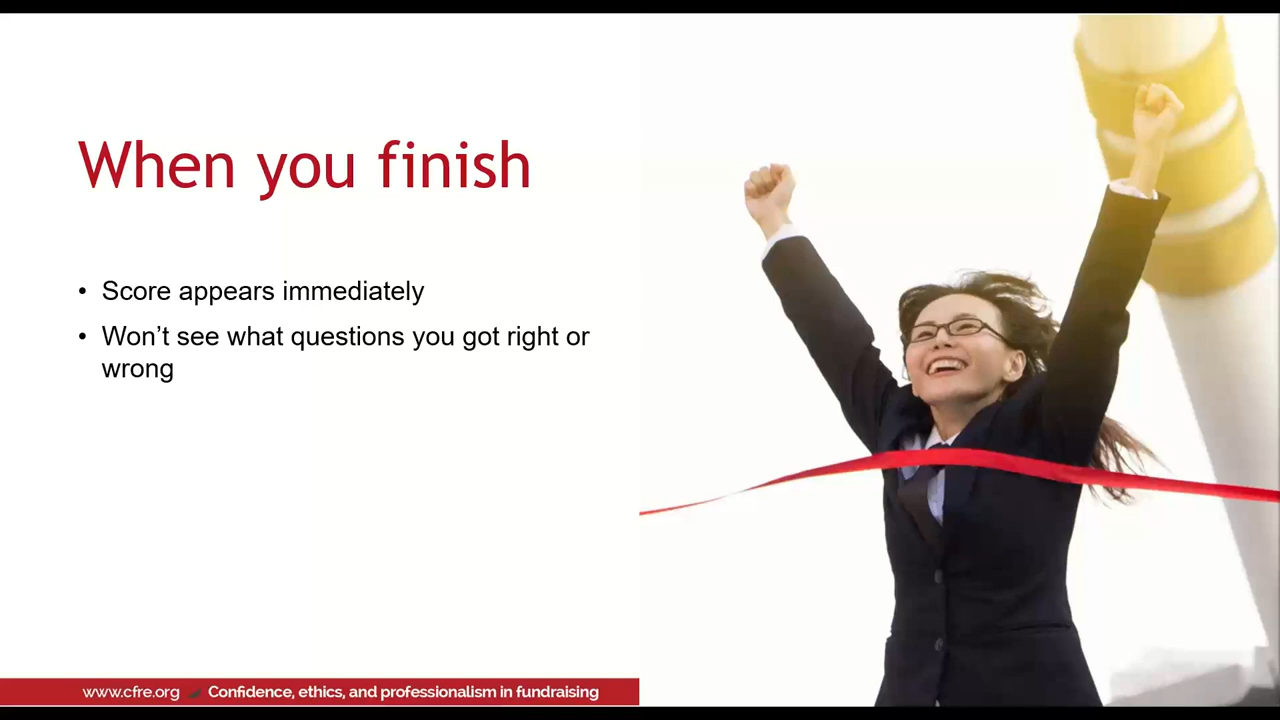 When you finish
• Score appears immediately
• Won’t see what questions you got right or
wrong
www.cfre.org Confidence, ethics, and professionalism in fundraising